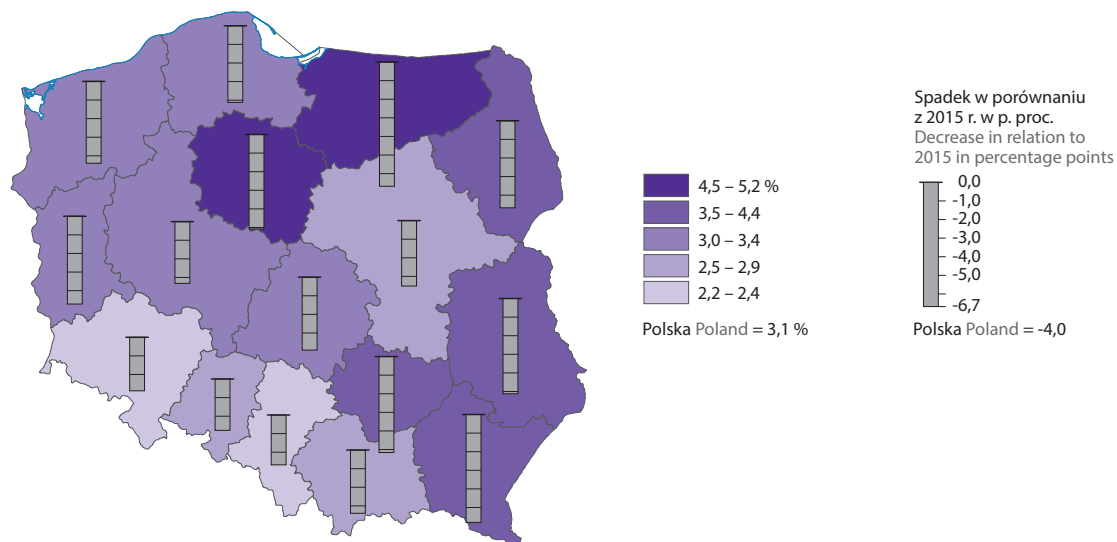 Spadek w porównaniu
z 2015 r. w p. proc.
Decrease in relation to
2015 in percentage points
4,5 – 5,2 %
3,5 – 4,4
3,0 – 3,4
2,5 – 2,9
2,2 – 2,4
Polska Poland = 3,1 %
0,0
-1,0
-2,0
-3,0
-4,0
-5,0
-6,7
Polska Poland = -4,0